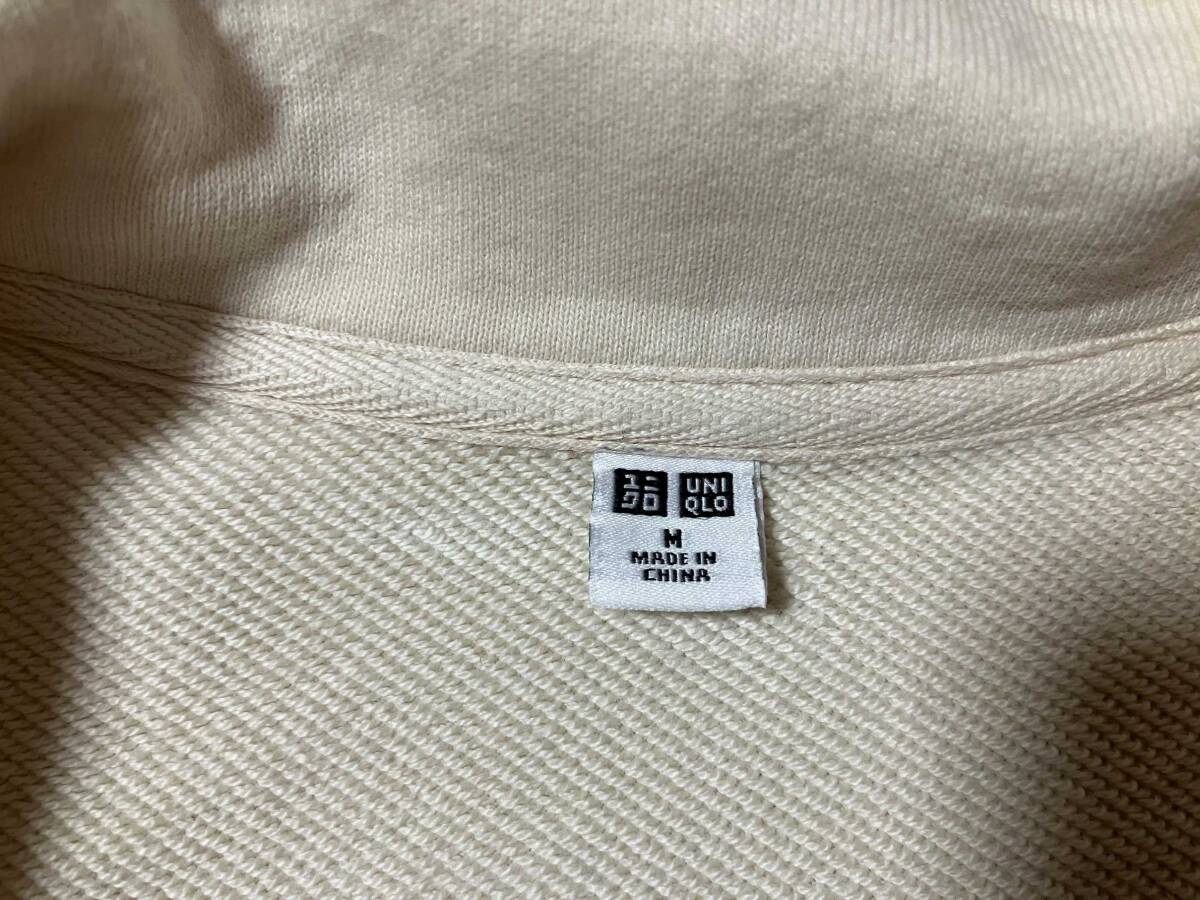 ユニ UNI
クロ QLO
M
MADE IN
CHINA